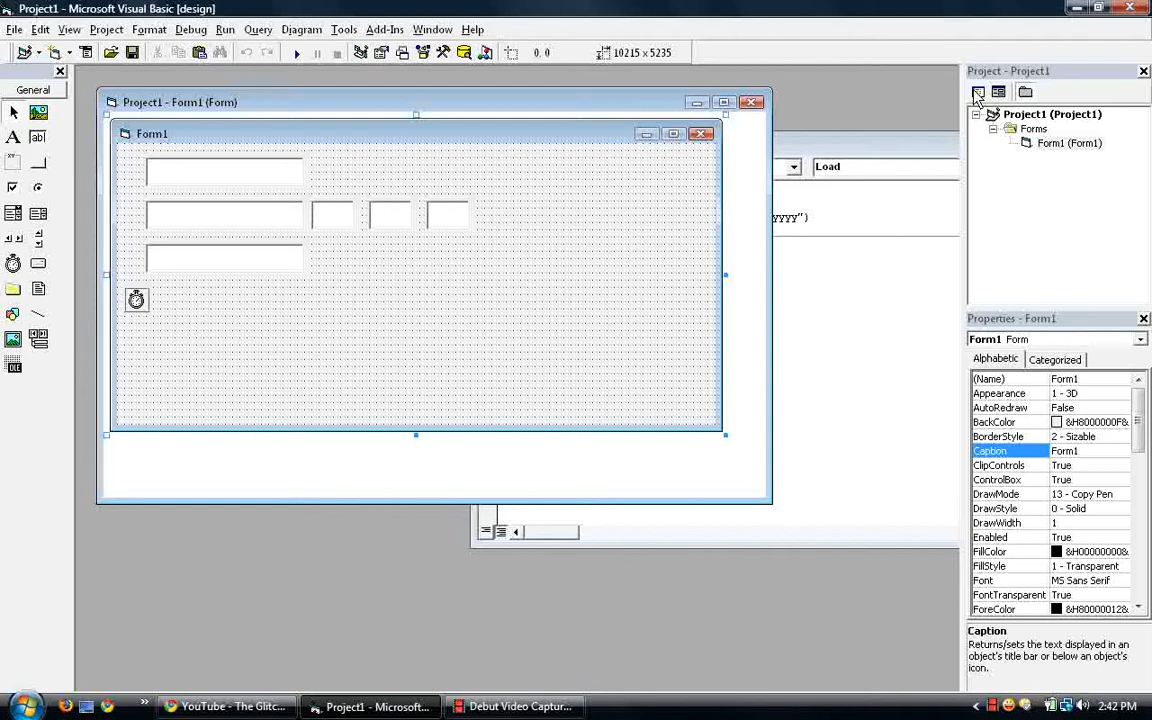 Project1 - Microsoft Visual Basic [design]
File Edit View Project Format Debug Run Query Diagram Tools Add-Ins Window Help
0, 0
10215 x 5235
General
A
ab|
xy
OLE
Project1 - Form1 (Form)
Form1
Load
yyyy")
Project - Project1
Project1 (Project1)
Forms
Form1 (Form1)
Properties - Form1
Form1 Form
Alphabetic Categorized
(Name) Form1
Appearance 1 - 3D
AutoRedraw False
BackColor &H8000000F&
BorderStyle 2 - Sizable
Caption Form1
ClipControls True
ControlBox True
DrawMode 13 - Copy Pen
DrawStyle 0 - Solid
DrawWidth 1
Enabled True
FillColor &H00000000&
FillStyle 1 - Transparent
Font MS Sans Serif
FontTransparent True
ForeColor &H80000012&
Caption
Returns/sets the text displayed in an
object's title bar or below an object's
icon.
YouTube - The Glitc...
Project1 - Microsoft...
Debut Video Captur...
2:42 PM